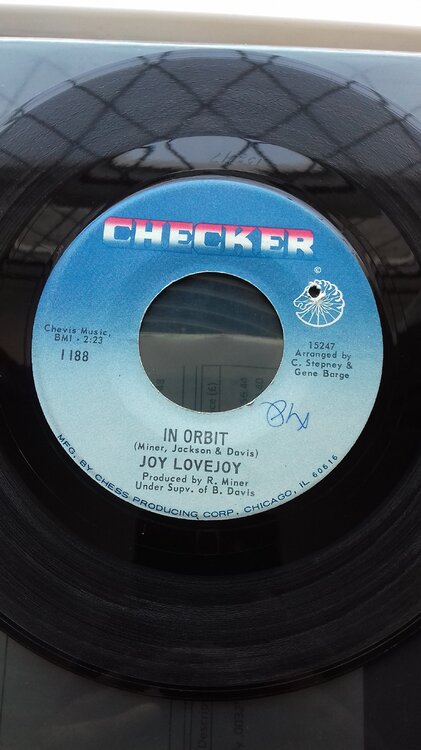 CHECKER
©
Chevis Music,
BMI - 2:23
1188
15247
Arranged by
C. Stepney &
Gene Barge
IN ORBIT
(Miner, Jackson & Davis)
JOY LOVEJOY
Produced by R. Miner
Under Supv. of B. Davis
MFG. BY CHESS PRODUCING CORP., CHICAGO, IL 60616